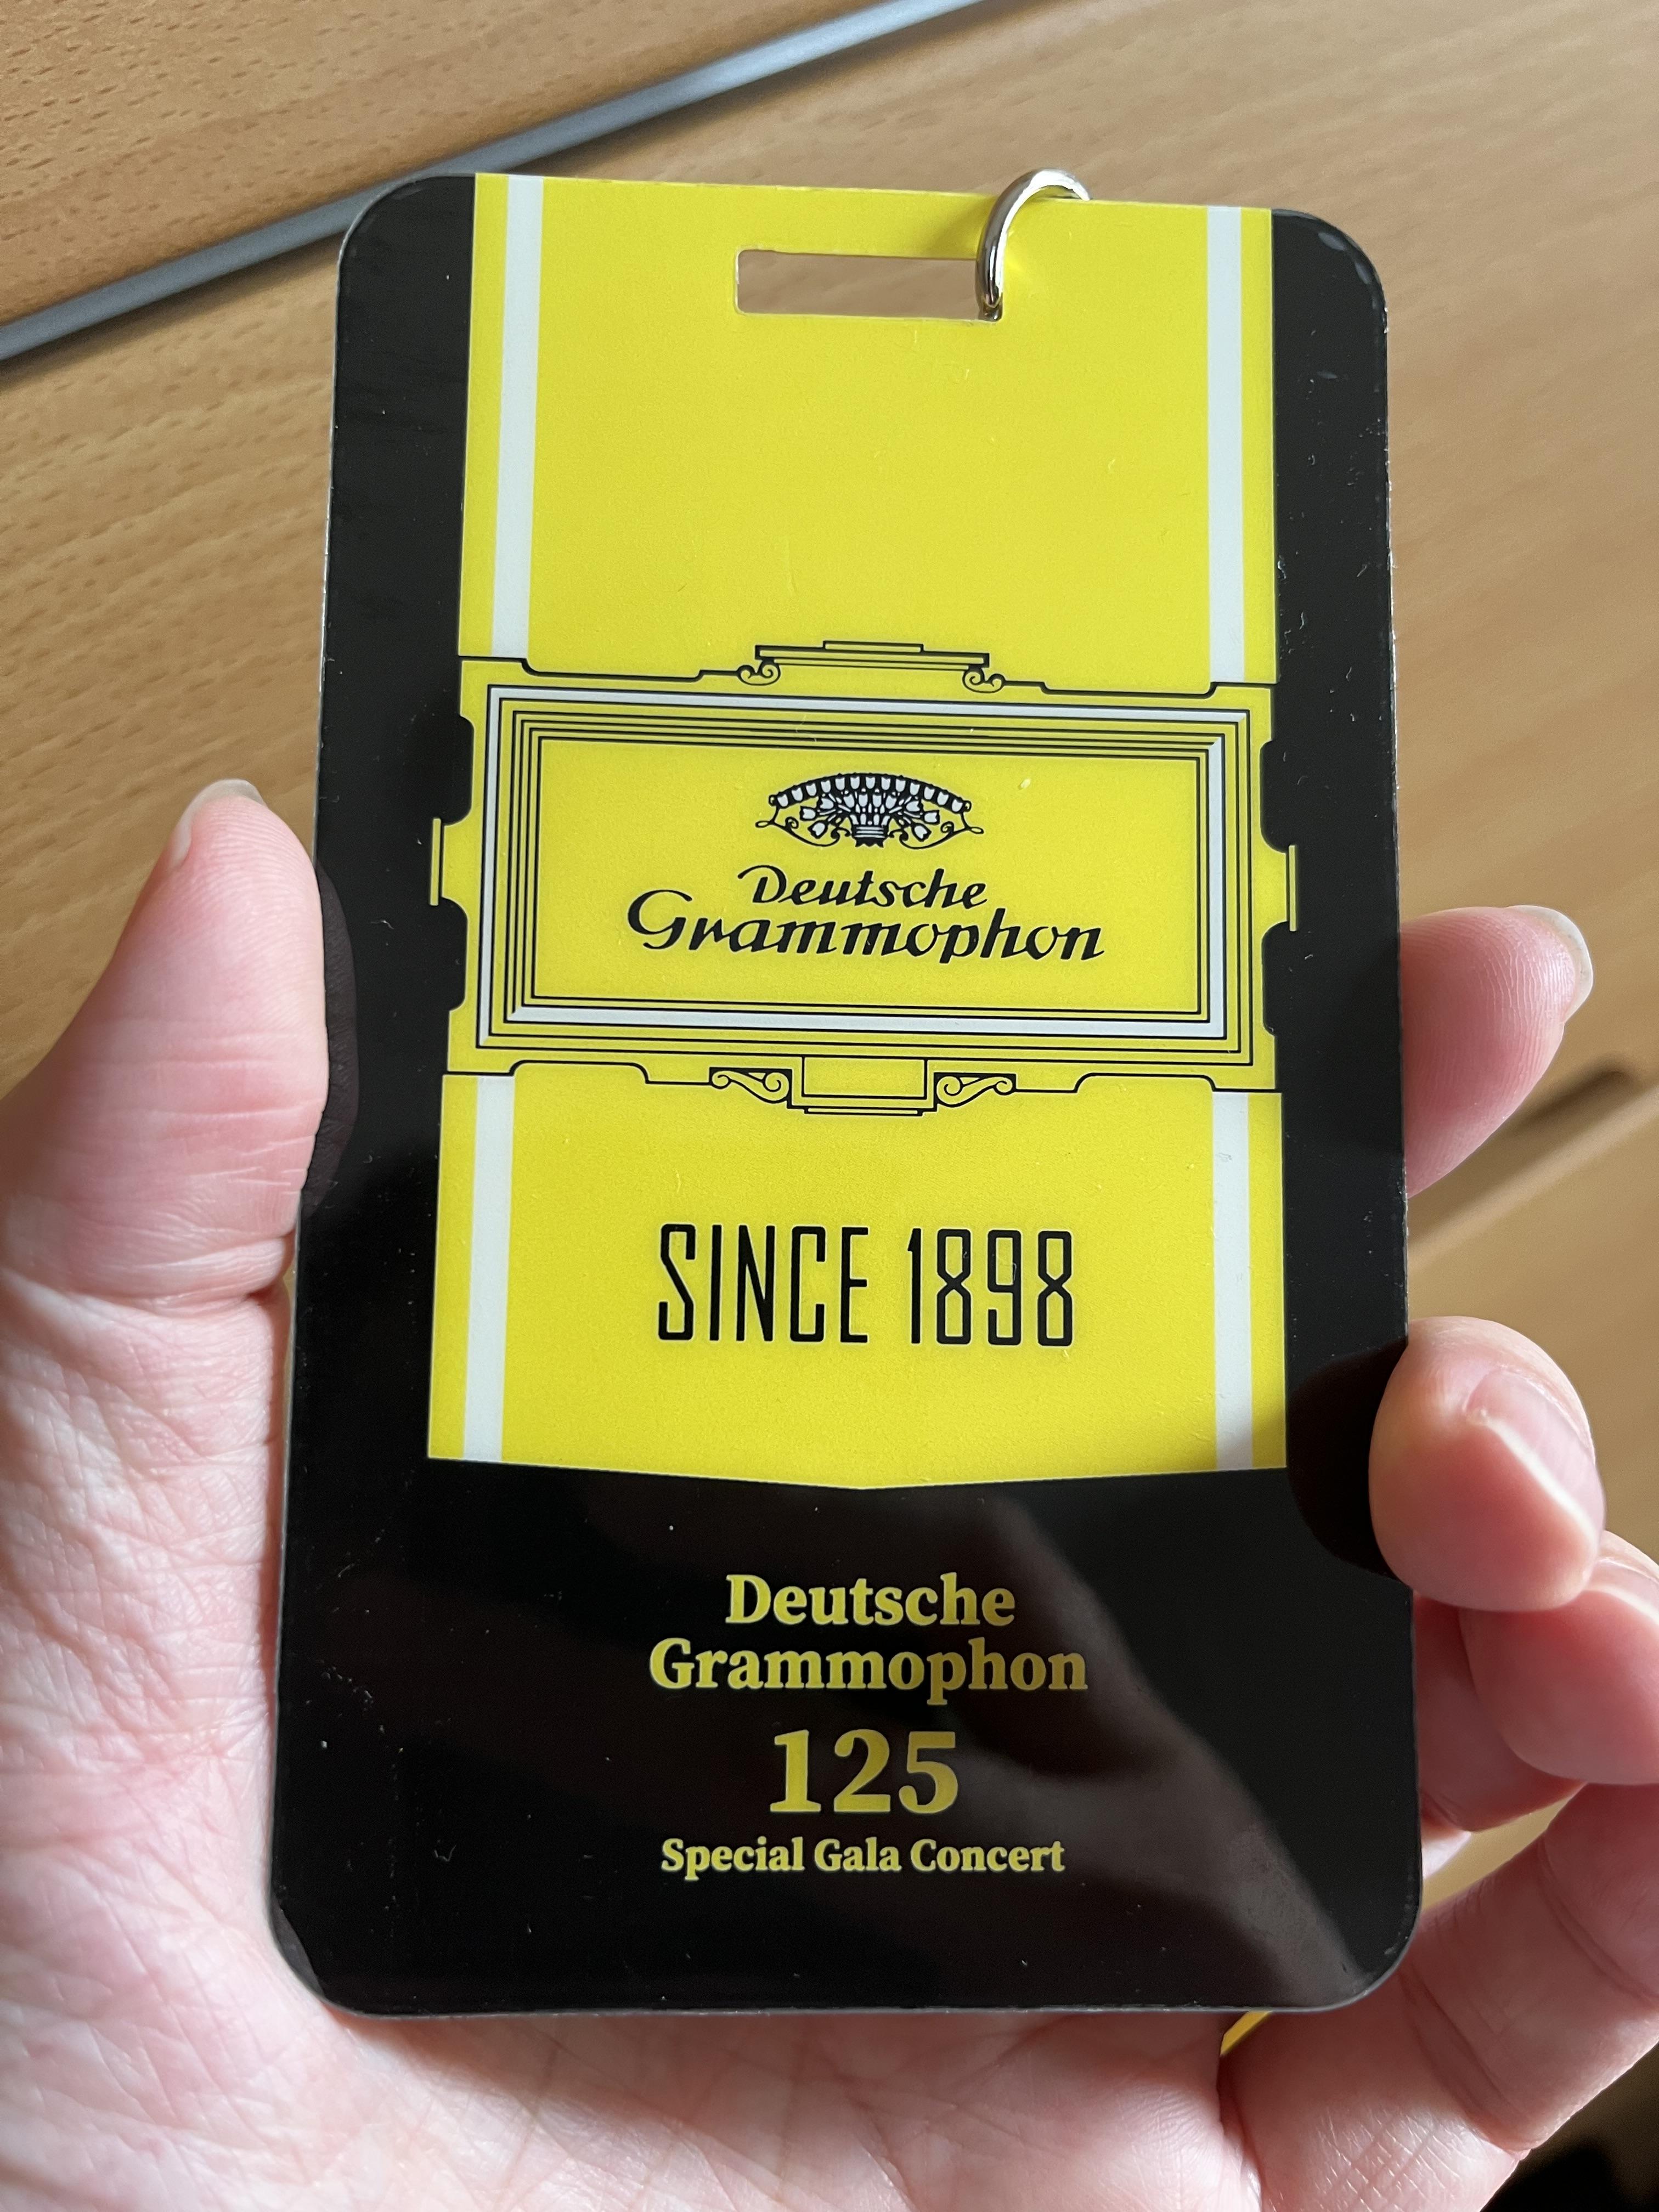 Deutsche
Grammophon
SINCE 1898
Deutsche
Grammophon
125
Special Gala Concert